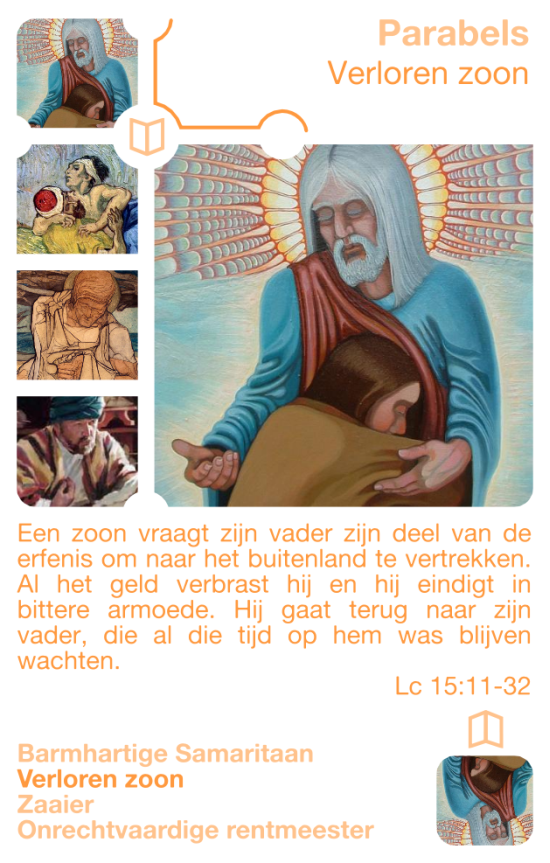 Parabels
Verloren zoon
Een zoon vraagt zijn vader zijn deel van de
erfenis om naar het buitenland te vertrekken.
Al het geld verbrast hij en hij eindigt in
bittere armoede. Hij gaat terug naar zijn
vader, die al die tijd op hem was blijven
wachten.
Lc 15:11-32
Barmhartige Samaritaan
Verloren zoon
Zaaier
Onrechtvaardige rentmeester